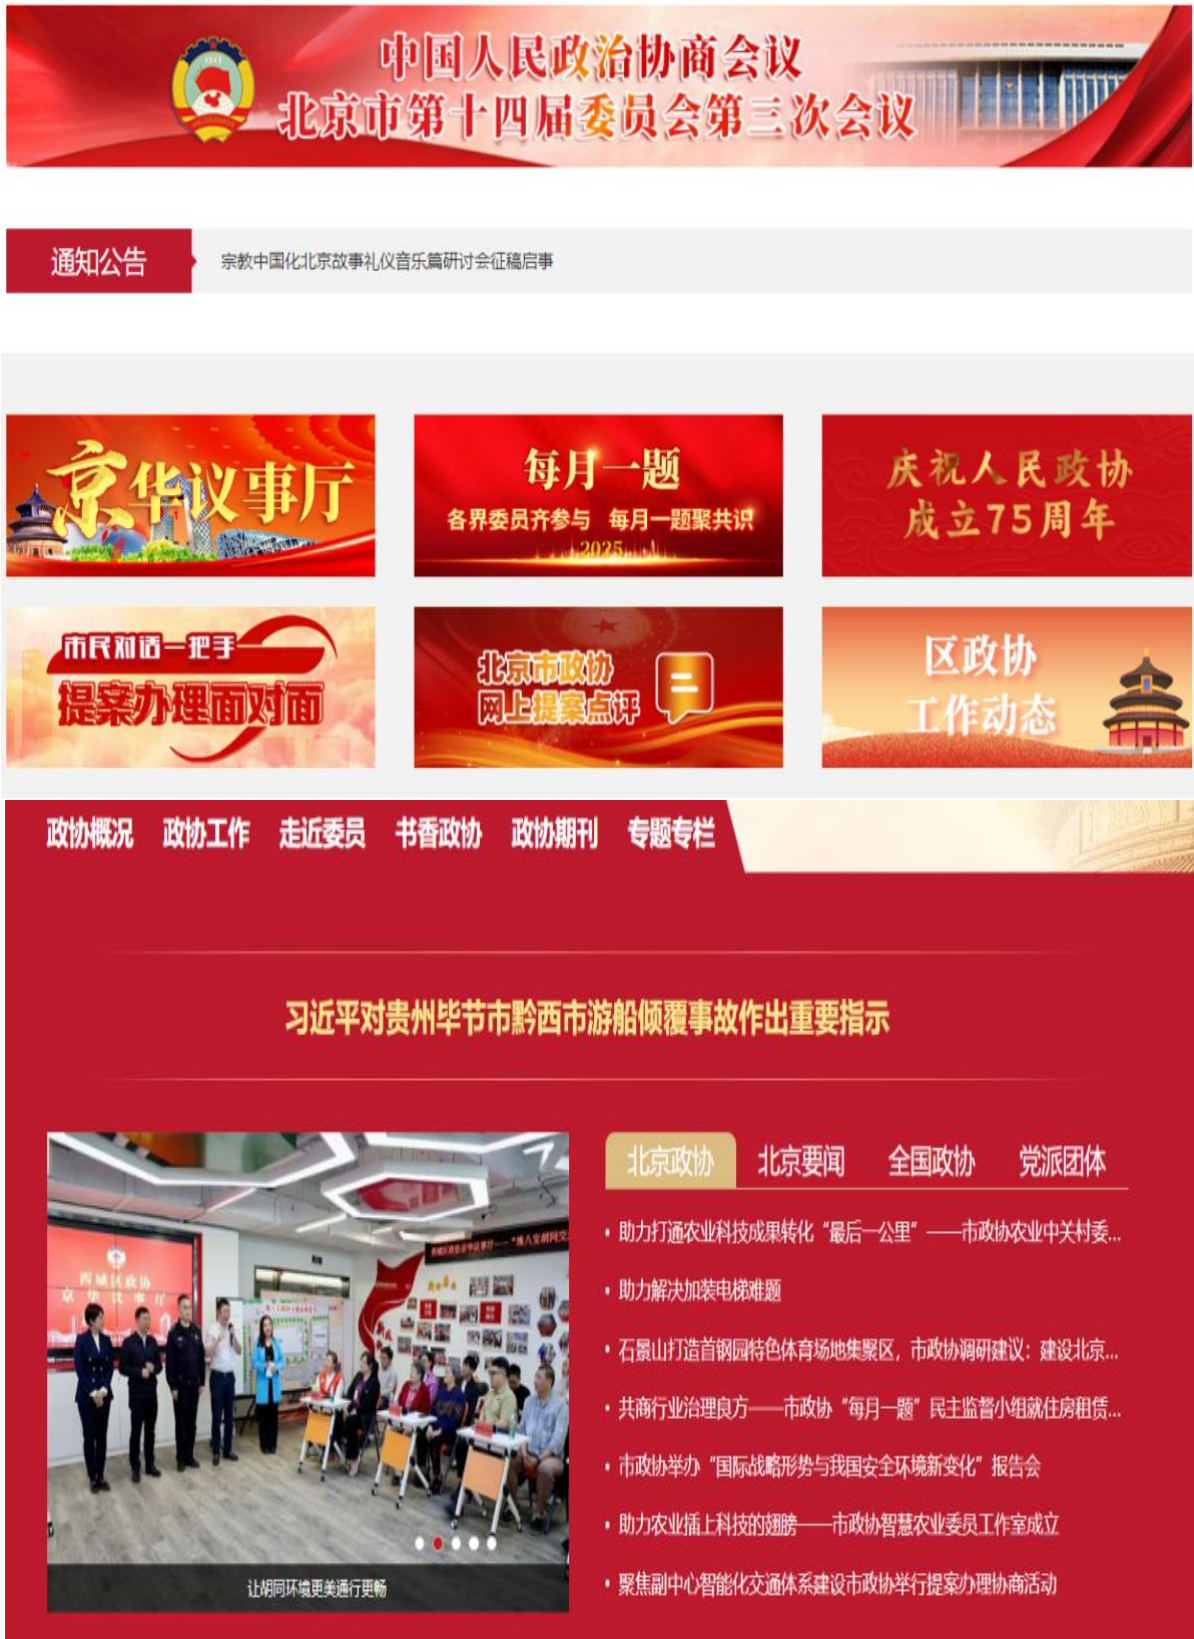 中国人民政治协商会议
北京市第十四届委员会第三次会议
通知公告
宗教中国化北京故事礼仪音乐篇研讨会征稿启事
京华议事厅
每月一题
各界委员齐参与 每月一题聚共识
2025
庆祝人民政协
成立75周年
市民对话一把手
提案办理面对面
北京市政协
网上提案点评
区政协
工作动态
政协概况 政协工作 走近委员 书香政协 政协期刊 专题专栏
习近平对贵州毕节市黔西市游船倾覆事故作出重要指示
西城区政协
京华议事厅
让胡同环境更美通行更畅
北京政协 北京要闻 全国政协 党派团体
• 助力打通农业科技成果转化“最后一公里”——市政协农业中关村委...
• 助力解决加装电梯难题
• 石景山打造首钢园特色体育场地集聚区，市政协调研建议：建设北京...
• 共商行业治理良方——市政协“每月一题”民主监督小组就住房租赁...
• 市政协举办“国际战略形势与我国安全环境新变化”报告会
• 助力农业插上科技的翅膀——市政协智慧农业委员工作室成立
• 聚焦副中心智能化交通体系建设市政协举行提案办理协商活动